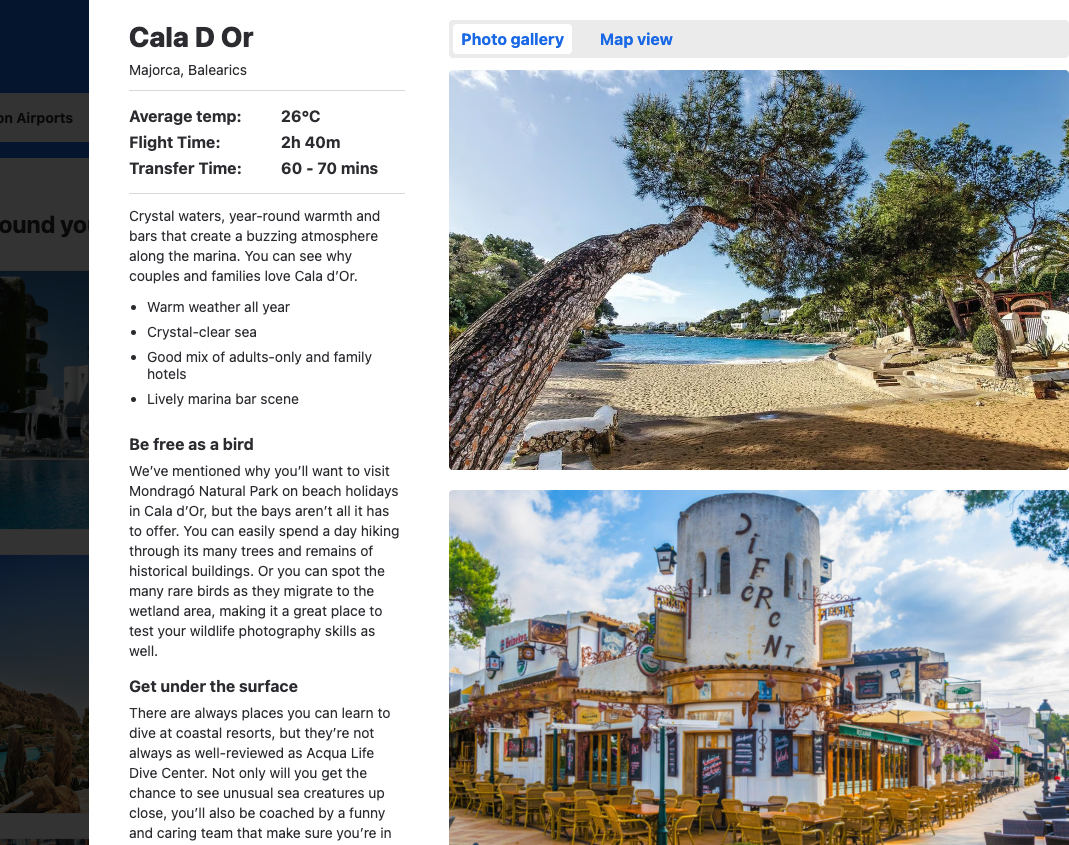 Cala D Or
Majorca, Balearics
Average temp: 26°C
Flight Time: 2h 40m
Transfer Time: 60 - 70 mins
Crystal waters, year-round warmth and
bars that create a buzzing atmosphere
along the marina. You can see why
couples and families love Cala d’Or.
• Warm weather all year
• Crystal-clear sea
• Good mix of adults-only and family
hotels
• Lively marina bar scene
Be free as a bird
We’ve mentioned why you’ll want to visit
Mondragó Natural Park on beach holidays
in Cala d’Or, but the bays aren’t all it has
to offer. You can easily spend a day hiking
through its many trees and remains of
historical buildings. Or you can spot the
many rare birds as they migrate to the
wetland area, making it a great place to
test your wildlife photography skills as
well.
Get under the surface
There are always places you can learn to
dive at coastal resorts, but they’re not
always as well-reviewed as Acqua Life
Dive Center. Not only will you get the
chance to see unusual sea creatures up
close, you’ll also be coached by a funny
and caring team that make sure you’re in
Photo gallery
Map view
DiFFeReNT
Heineken
on Airports
ound yo